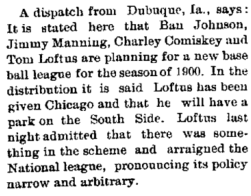 A dispatch from Dubuque, Ia., says:
It is stated here that Ban Johnson,
Jimmy Manning, Charley Comiskey and
Tom Loftus are planning for a new base
ball league for the season of 1900. In the
distribution it is said Loftus has been
given Chicago and that he will have a
park on the South Side. Loftus last
night admitted that there was some-
thing in the scheme and arraigned the
National league, pronouncing its policy
narrow and arbitrary.